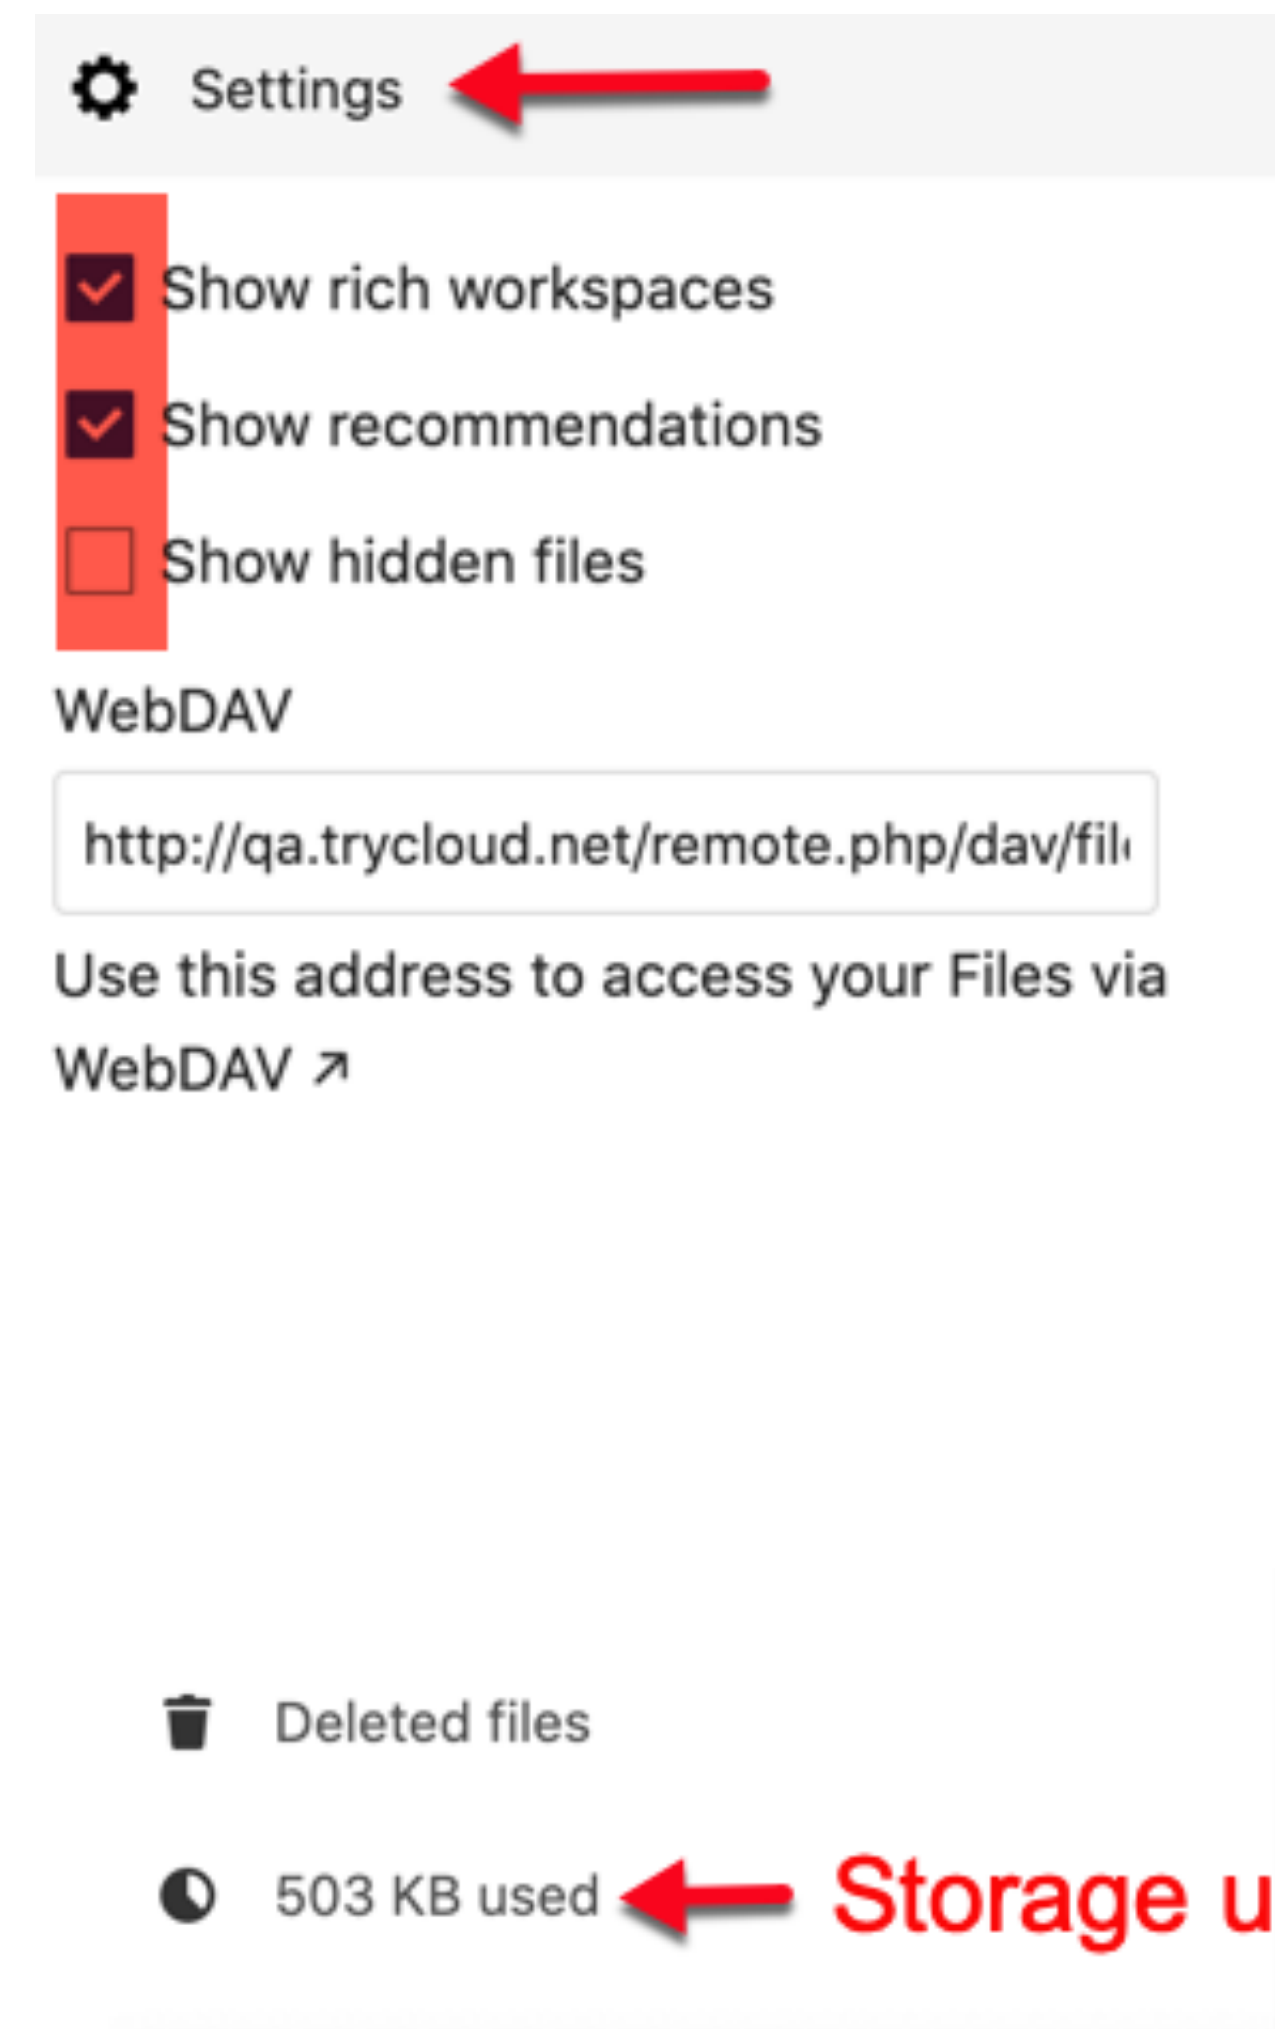 Settings
Show rich workspaces
Show recommendations
Show hidden files
WebDAV
http://qa.trycloud.net/remote.php/dav/fil
Use this address to access your Files via
WebDAV ↗
Deleted files
503 KB used
Storage u